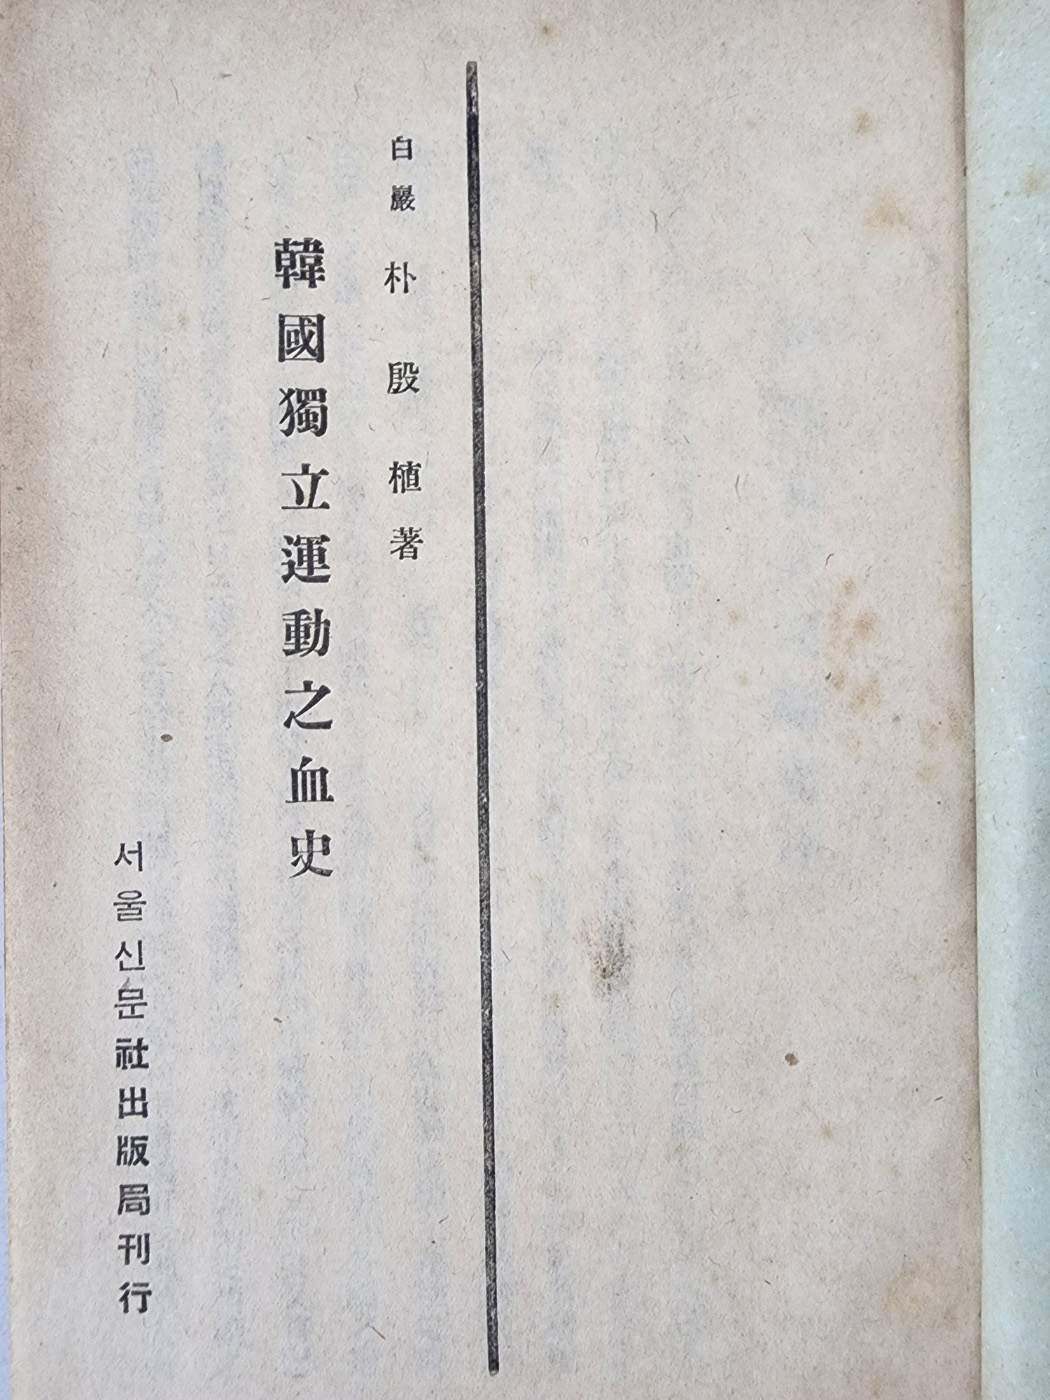 白巖 朴殷植著
韓國獨立運動之血史
서울신문社出版局刊行